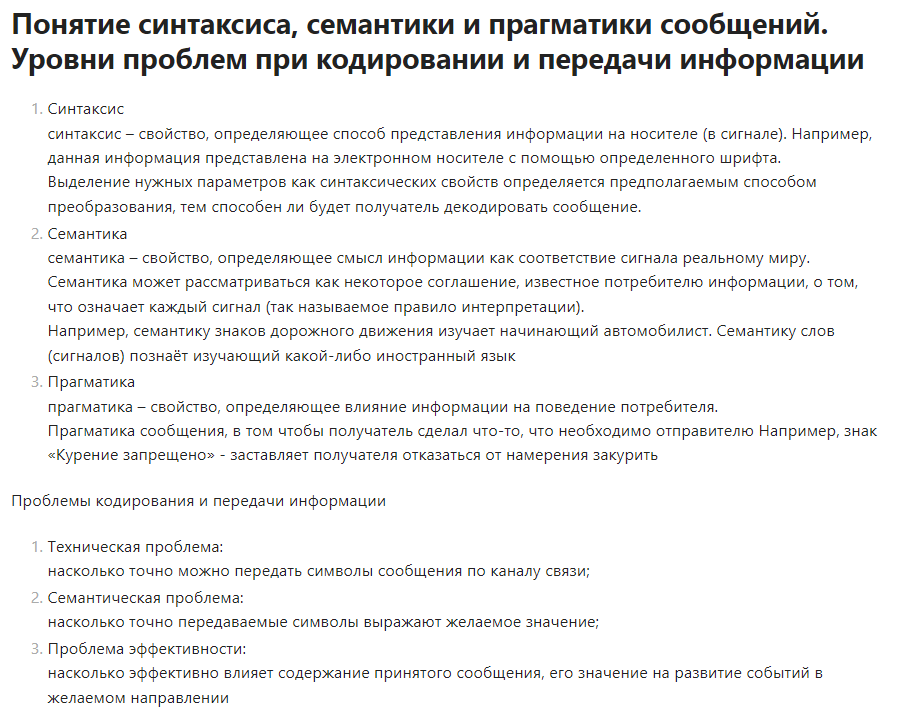 Понятие синтаксиса, семантики и прагматики сообщений.
Уровни проблем при кодировании и передачи информации
1. Синтаксис
синтаксис – свойство, определяющее способ представления информации на носителе (в сигнале). Например,
данная информация представлена на электронном носителе с помощью определенного шрифта.
Выделение нужных параметров как синтаксических свойств определяется предполагаемым способом
преобразования, тем способен ли будет получатель декодировать сообщение.
2. Семантика
семантика – свойство, определяющее смысл информации как соответствие сигнала реальному миру.
Семантика может рассматриваться как некоторое соглашение, известное потребителю информации, о том,
что означает каждый сигнал (так называемое правило интерпретации).
Например, семантику знаков дорожного движения изучает начинающий автомобилист. Семантику слов
(сигналов) познаёт изучающий какой-либо иностранный язык
3. Прагматика
прагматика – свойство, определяющее влияние информации на поведение потребителя.
Прагматика сообщения, в том чтобы получатель сделал что-то, что необходимо отправителю Например, знак
«Курение запрещено» - заставляет получателя отказаться от намерения закурить
Проблемы кодирования и передачи информации
1. Техническая проблема:
насколько точно можно передать символы сообщения по каналу связи;
2. Семантическая проблема:
насколько точно передаваемые символы выражают желаемое значение;
3. Проблема эффективности:
насколько эффективно влияет содержание принятого сообщения, его значение на развитие событий в
желаемом направлении